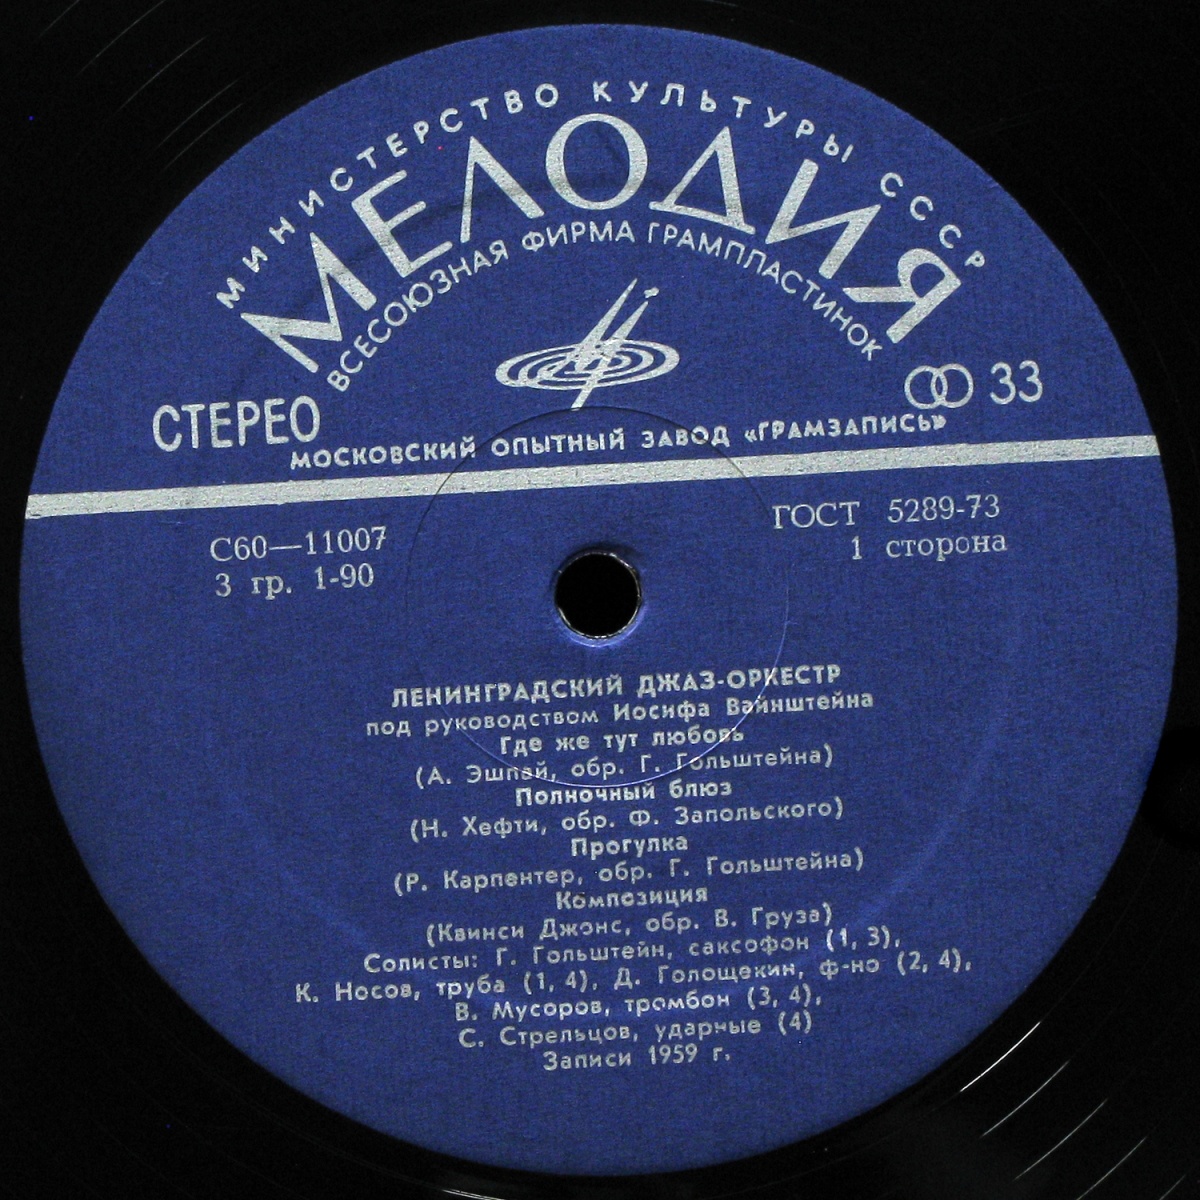 МИНИСТЕРСТВО КУЛЬТУРЫ СССР
МЕЛОДИЯ
ВСЕСОЮЗНАЯ ФИРМА ГРАМПЛАСТИНОК
СТЕРЕО
33
МОСКОВСКИЙ ОПЫТНЫЙ ЗАВОД «ГРАМЗАПИСЬ»
С60—11007
3 гр. 1-90
ГОСТ 5289-73
1 сторона
ЛЕНИНГРАДСКИЙ ДЖАЗ-ОРКЕСТР
под руководством Иосифа Вайнштейна
Где же тут любовь
(А. Эшпай, обр. Г. Гольштейна)
Полночный блюз
(Н. Хефти, обр. Ф. Запольского)
Прогулка
(Р. Карпентер, обр. Г. Гольштейна)
Композиция
(Квинси Джонс, обр. В. Груза)
Солисты: Г. Гольштейн, саксофон (1, 3),
К. Носов, труба (1, 4), Д. Голощекин, ф-но (2, 4),
В. Мусоров, тромбон (3, 4),
С. Стрельцов, ударные (4)
Записи 1959 г.